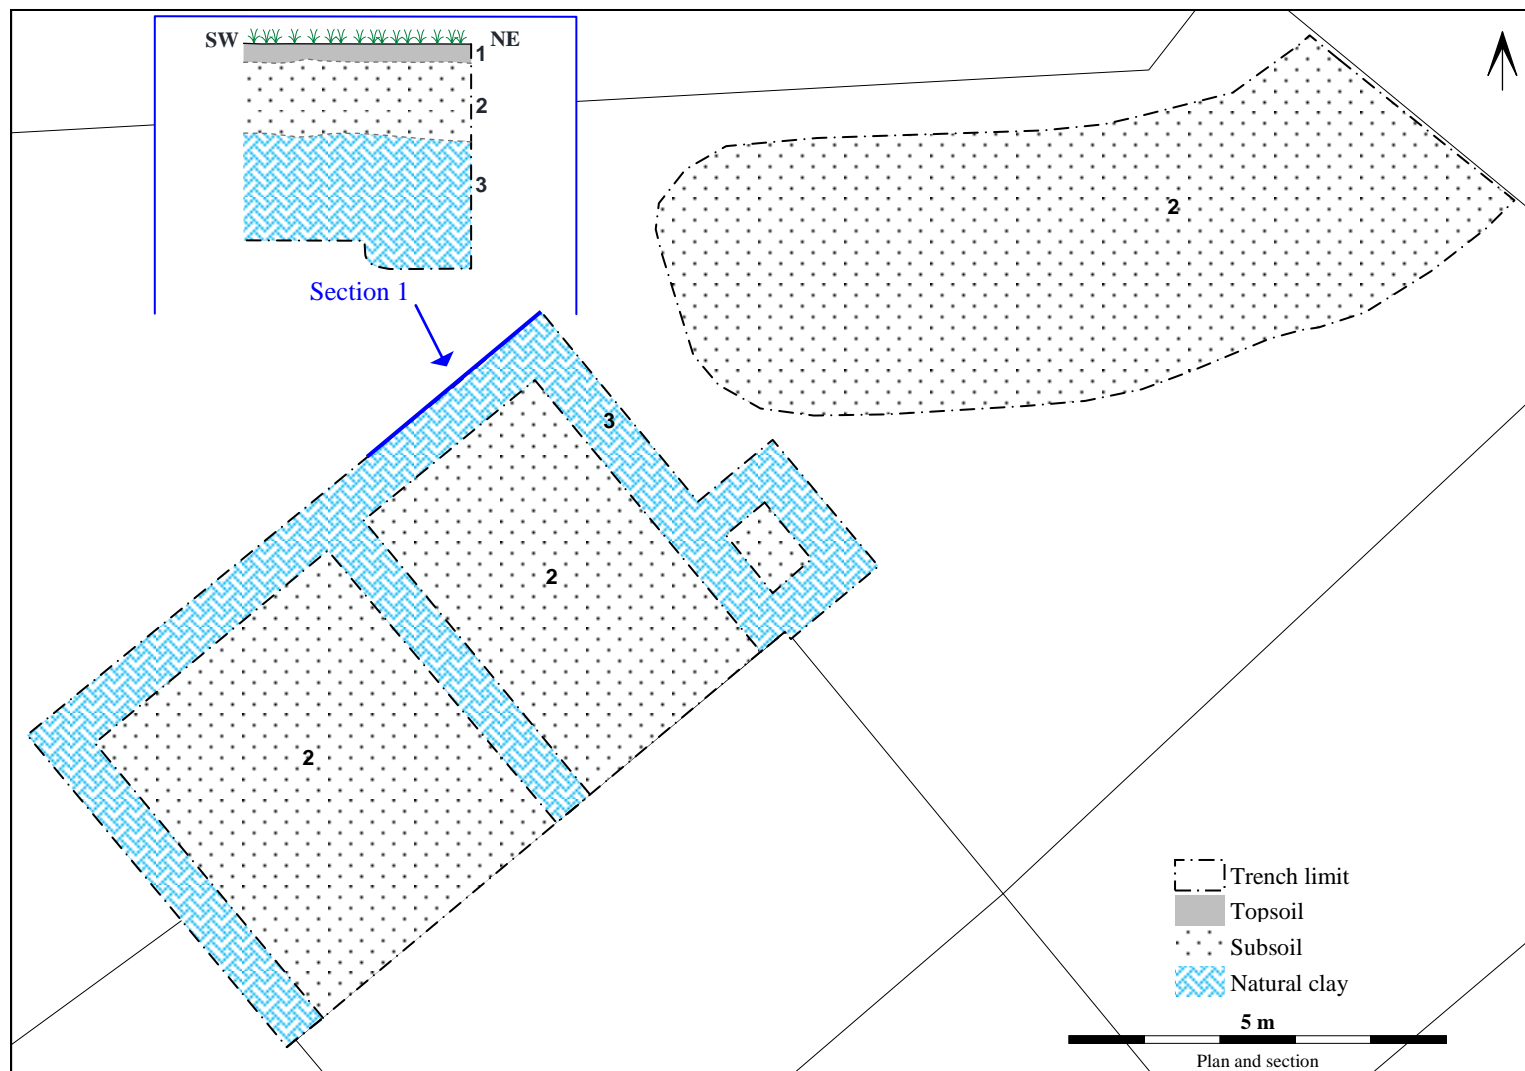 SW NE
1
2
3
Section 1
2
3
2
2
Trench limit
Topsoil
Subsoil
Natural clay
5 m
Plan and section